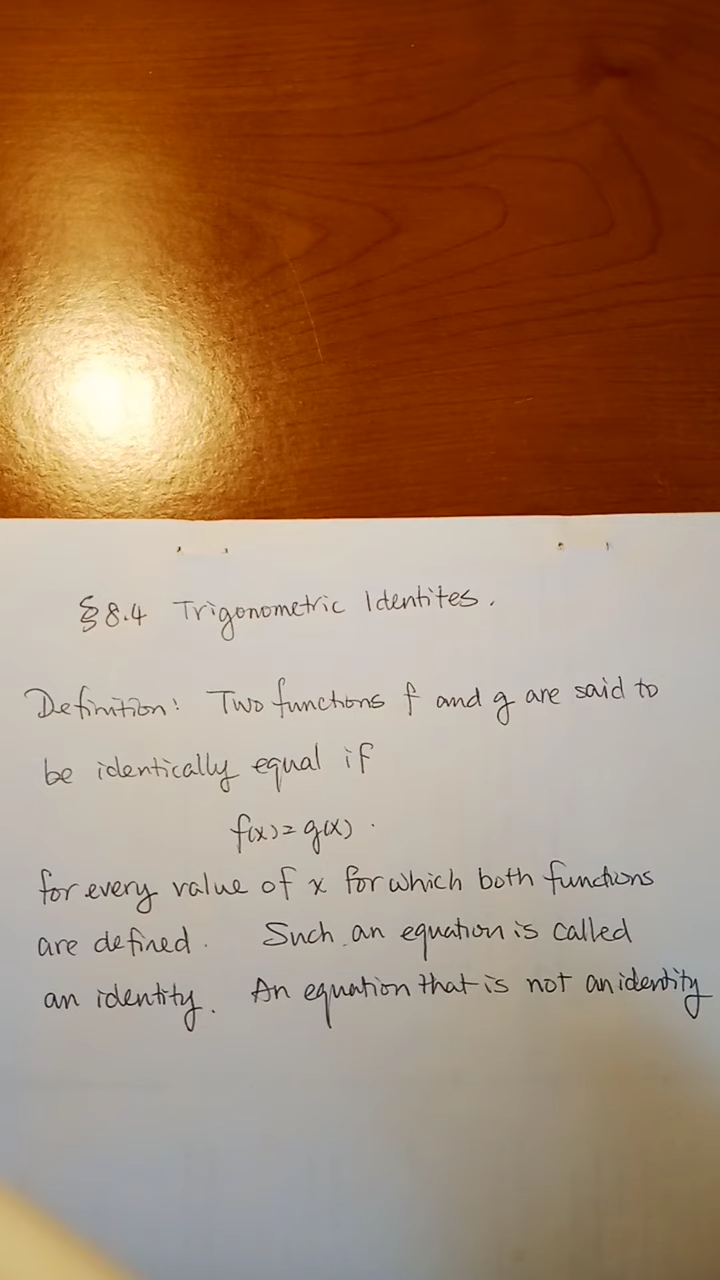 § 8.4 Trigonometric Identites.
Definition: Two functions f and g are said to
be identically equal if
f(x) = g(x).
for every value of x for which both functions
are defined. Such an equation is called
an identity. An equation that is not an identity